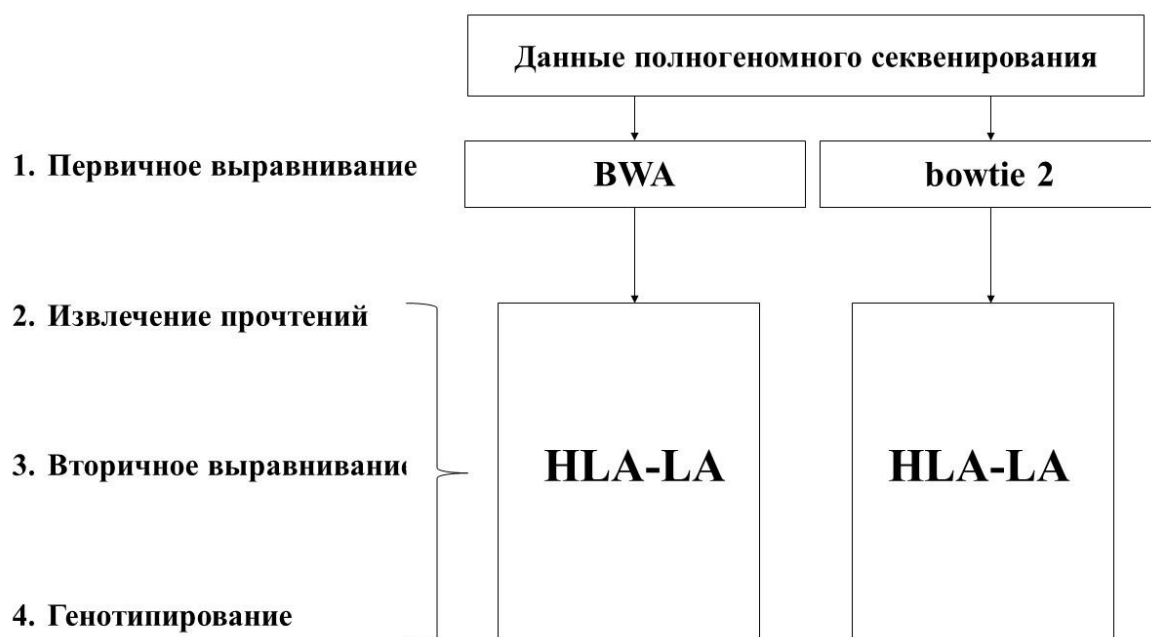 Данные полногеномного секвенирования
1. Первичное выравнивание
BWA
bowtie 2
2. Извлечение прочтений
3. Вторичное выравнивание
HLA-LA
HLA-LA
4. Генотипирование